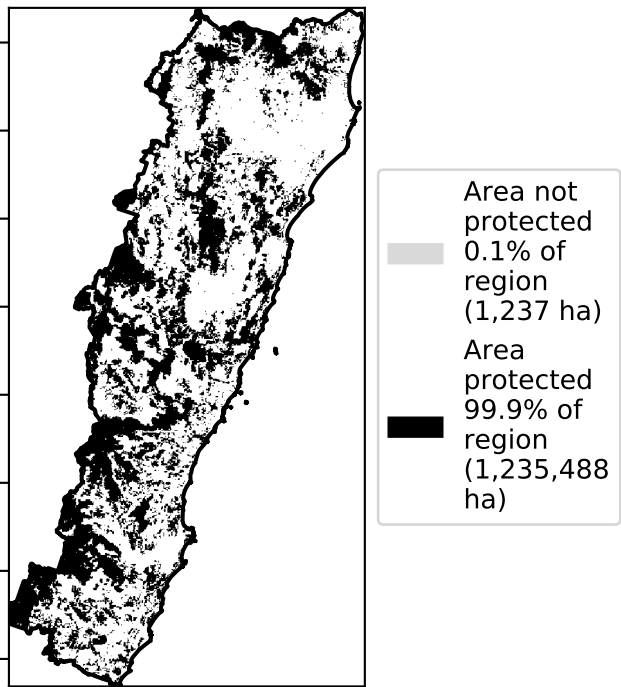 Area not
protected
0.1% of
region
(1,237 ha)
Area
protected
99.9% of
region
(1,235,488
ha)